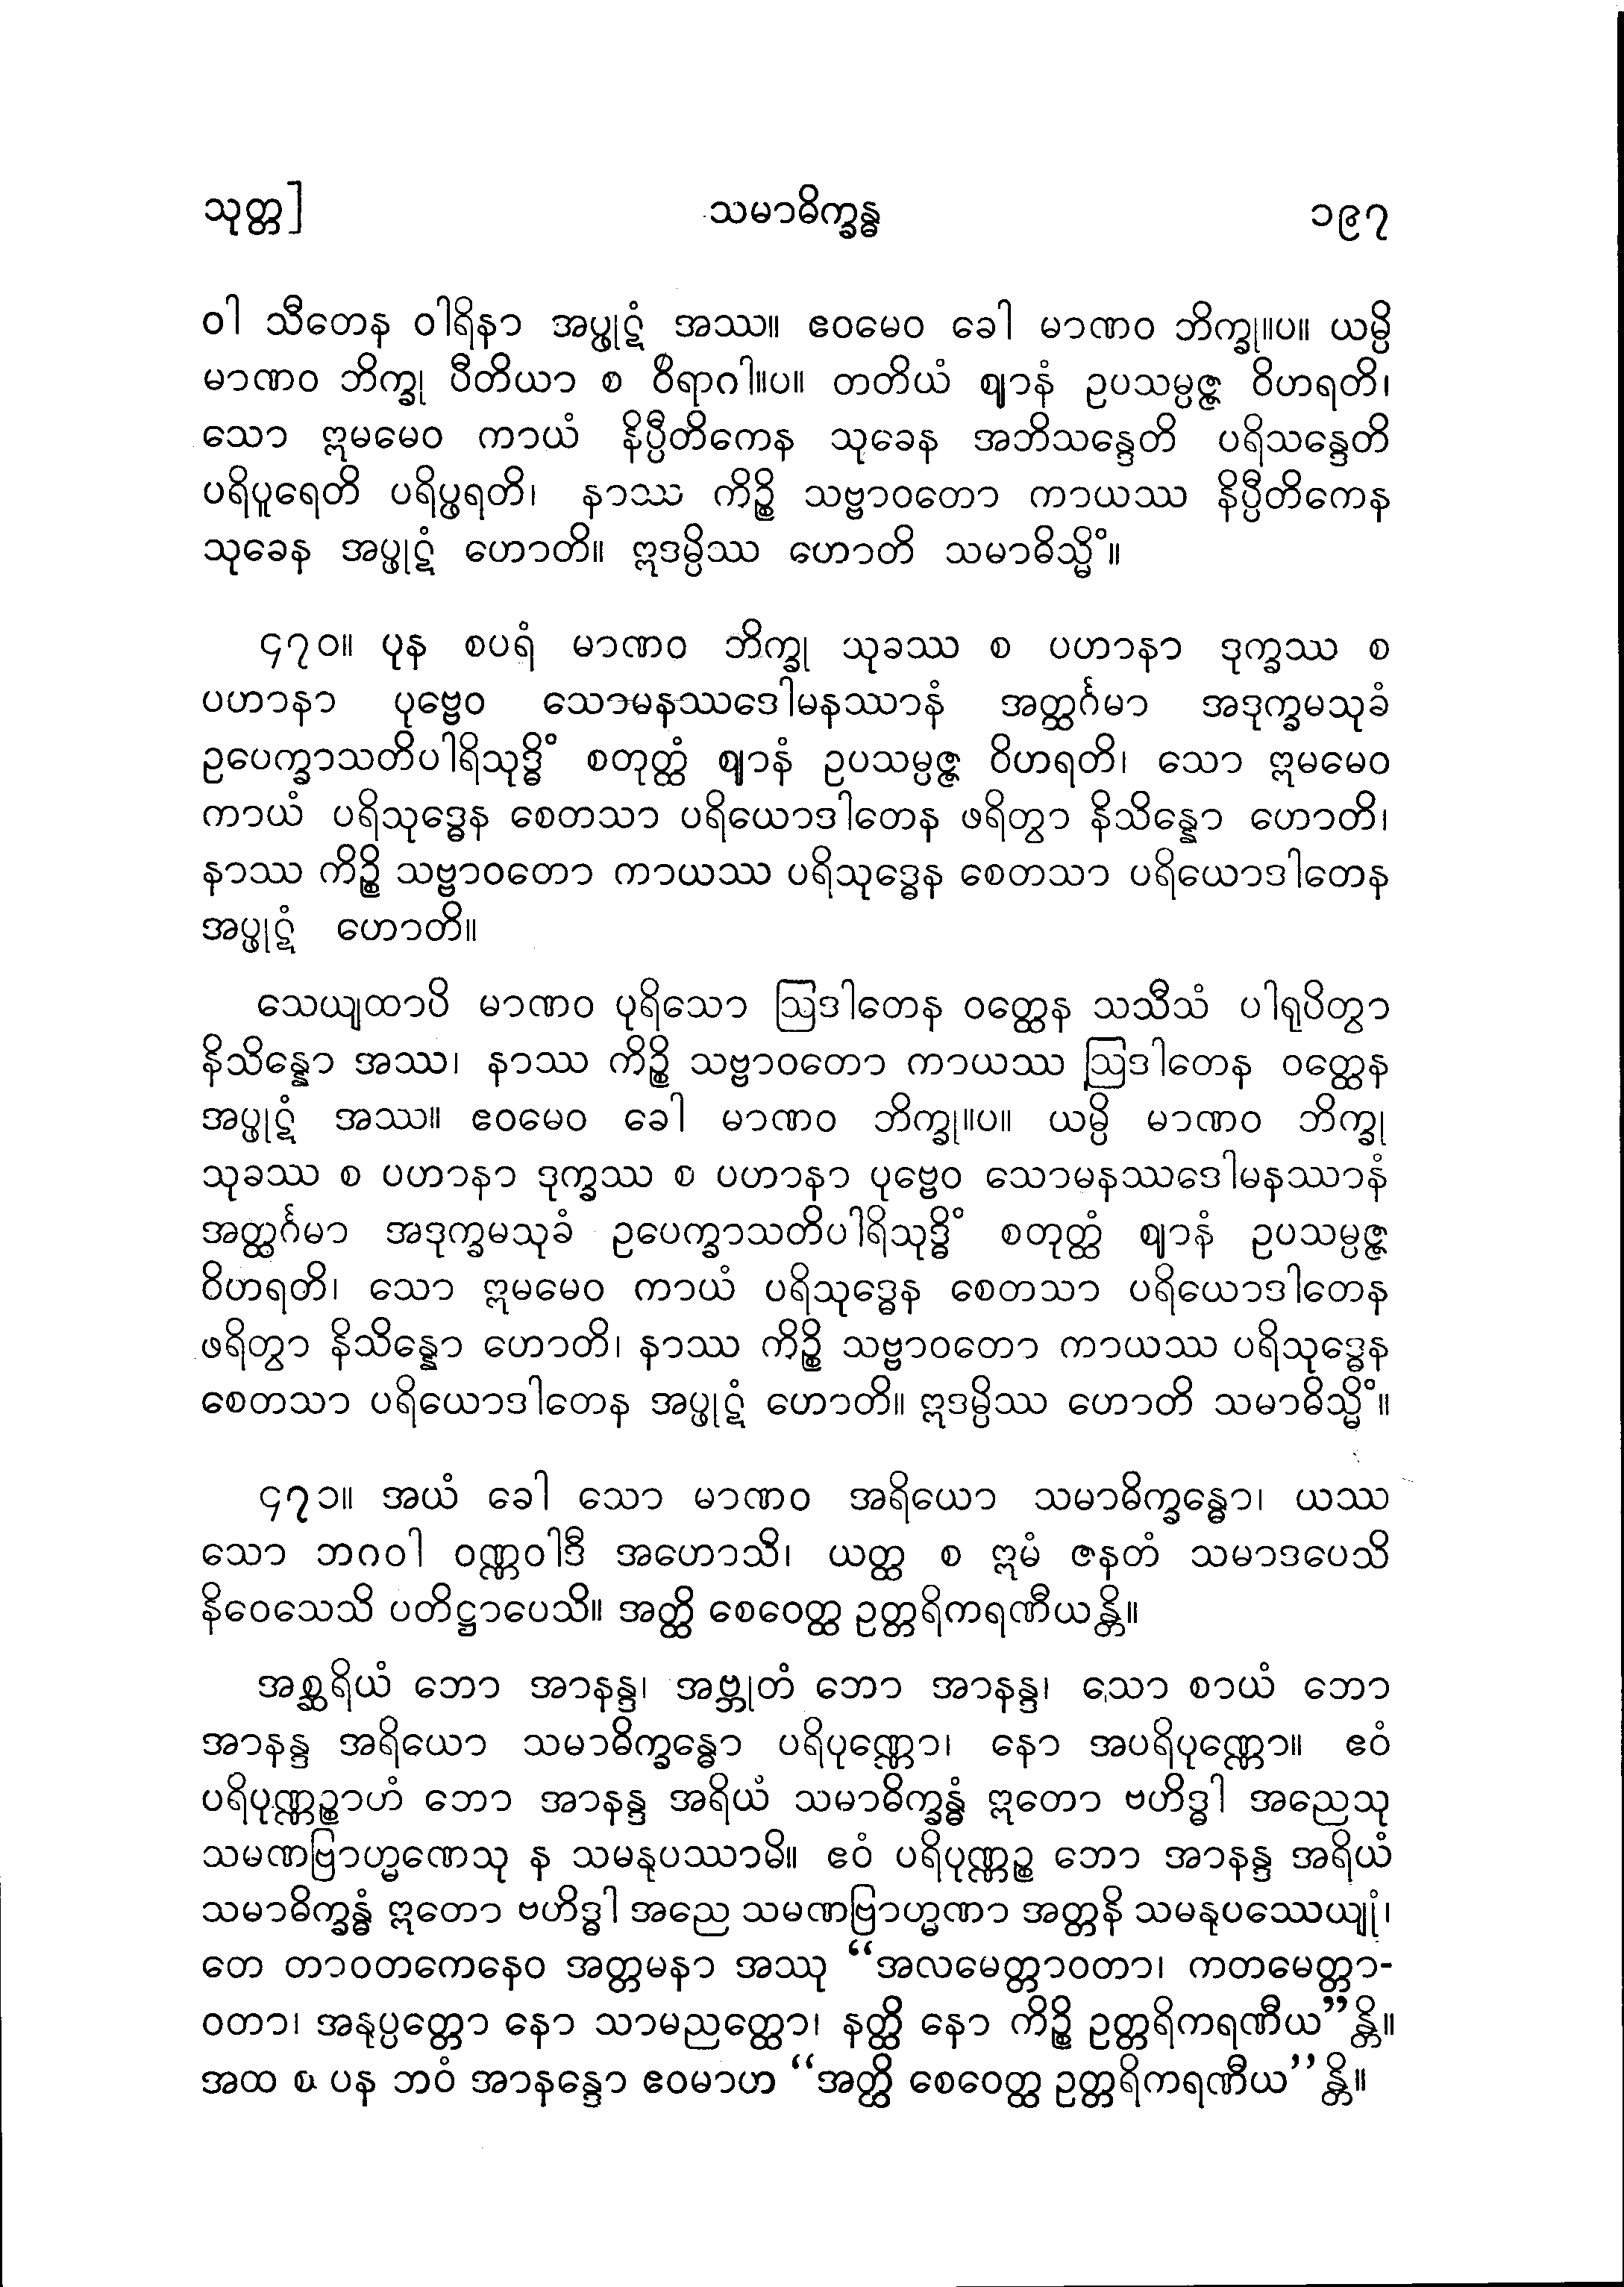 သုတ္တ]
သမာဓိက္ခန္ဓ
၁၉၇
ဝါ သီတေန ဝါရိနာ အပ္ဖုဋံ အဿ။ ဧဝမေဝ ခေါ မာဏဝ ဘိက္ခု။ပ။ ယမ္ပိ
မာဏဝ ဘိက္ခု ပီတိယာ စ ဝိရာဂါ။ပ။ တတိယံ ဈာနံ ဥပသမ္ပဇ္ဇ ဝိဟရတိ၊
သော ဣမမေဝ ကာယံ နိပ္ပီတိကေန သုခေန အဘိသန္ဒေတိ ပရိသန္ဒေတိ
ပရိပူရေတိ ပရိပ္ဖရတိ၊ နာဿ ကိဉ္စိ သဗ္ဗာဝတော ကာယဿ နိပ္ပီတိကေန
သုခေန အပ္ဖုဋံ ဟောတိ။ ဣဒမ္ပိဿ ဟောတိ သမာဓိသ္မိံ။
၄၇၀။ ပုန စပရံ မာဏဝ ဘိက္ခု သုခဿ စ ပဟာနာ ဒုက္ခဿ စ
ပဟာနာ ပုဗ္ဗေဝ သောမနဿဒေါမနဿာနံ အတ္ထင်္ဂမာ အဒုက္ခမသုခံ
ဥပေက္ခာသတိပါရိသုဒ္ဓိံ စတုတ္ထံ ဈာနံ ဥပသမ္ပဇ္ဇ ဝိဟရတိ၊ သော ဣမမေဝ
ကာယံ ပရိသုဒ္ဓေန စေတသာ ပရိယောဒါတေန ဖရိတွာ နိသိန္နော ဟောတိ၊
နာဿ ကိဉ္စိ သဗ္ဗာဝတော ကာယဿ ပရိသုဒ္ဓေန စေတသာ ပရိယောဒါတေန
အပ္ဖုဋံ ဟောတိ။
သေယျထာပိ မာဏဝ ပုရိသော ဩဒါတေန ဝတ္ထေန သသီသံ ပါရုပိတွာ
နိသိန္နော အဿ၊ နာဿ ကိဉ္စိ သဗ္ဗာဝတော ကာယဿ ဩဒါတေန ဝတ္ထေန
အပ္ဖုဋံ အဿ။ ဧဝမေဝ ခေါ မာဏဝ ဘိက္ခု။ပ။ ယမ္ပိ မာဏဝ ဘိက္ခု
သုခဿ စ ပဟာနာ ဒုက္ခဿ စ ပဟာနာ ပုဗ္ဗေဝ သောမနဿဒေါမနဿာနံ
အတ္ထင်္ဂမာ အဒုက္ခမသုခံ ဥပေက္ခာသတိပါရိသုဒ္ဓိံ စတုတ္ထံ ဈာနံ ဥပသမ္ပဇ္ဇ
ဝိဟရတိ၊ သော ဣမမေဝ ကာယံ ပရိသုဒ္ဓေန စေတသာ ပရိယောဒါတေန
ဖရိတွာ နိသိန္နော ဟောတိ၊ နာဿ ကိဉ္စိ သဗ္ဗာဝတော ကာယဿ ပရိသုဒ္ဓေန
စေတသာ ပရိယောဒါတေန အပ္ဖုဋံ ဟောတိ။ ဣဒမ္ပိဿ ဟောတိ သမာဓိသ္မိံ။
၄၇၁။ အယံ ခေါ သော မာဏဝ အရိယော သမာဓိက္ခန္ဓော၊ ယဿ
သော ဘဂဝါ ဝဏ္ဏဝါဒီ အဟောသိ၊ ယတ္ထ စ ဣမံ ဇနတံ သမာဒပေသိ
နိဝေသေသိ ပတိဋ္ဌာပေသိ။ အတ္ထိ စေဝေတ္ထ ဥတ္တရိကရဏီယန္တိ။
အစ္ဆရိယံ ဘော အာနန္ဒ၊ အဗ္ဘုတံ ဘော အာနန္ဒ၊ သော စာယံ ဘော
အာနန္ဒ အရိယော သမာဓိက္ခန္ဓော ပရိပုဏ္ဏော၊ နော အပရိပုဏ္ဏော။ ဧဝံ
ပရိပုဏ္ဏဉ္စာဟံ ဘော အာနန္ဒ အရိယံ သမာဓိက္ခန္ဓံ ဣတော ဗဟိဒ္ဓါ အညေသု
သမဏဗြာဟ္မဏေသု န သမနုပဿာမိ။ ဧဝံ ပရိပုဏ္ဏဉ္စ ဘော အာနန္ဒ အရိယံ
သမာဓိက္ခန္ဓံ ဣတော ဗဟိဒ္ဓါ အညေ သမဏဗြာဟ္မဏာ အတ္တနိ သမနုပဿေယျုံ၊
တေ တာဝတကေနေဝ အတ္တမနာ အဿု “အလမေတ္တာဝတာ၊ ကတမေတ္တာ-
ဝတာ၊ အနုပ္ပတ္တော နော သာမညတ္ထော၊ နတ္ထိ နော ကိဉ္စိ ဥတ္တရိကရဏီယ”န္တိ။
အထ စ ပန ဘဝံ အာနန္ဒော ဧဝမာဟ “အတ္ထိ စေဝေတ္ထ ဥတ္တရိကရဏီယ”န္တိ။